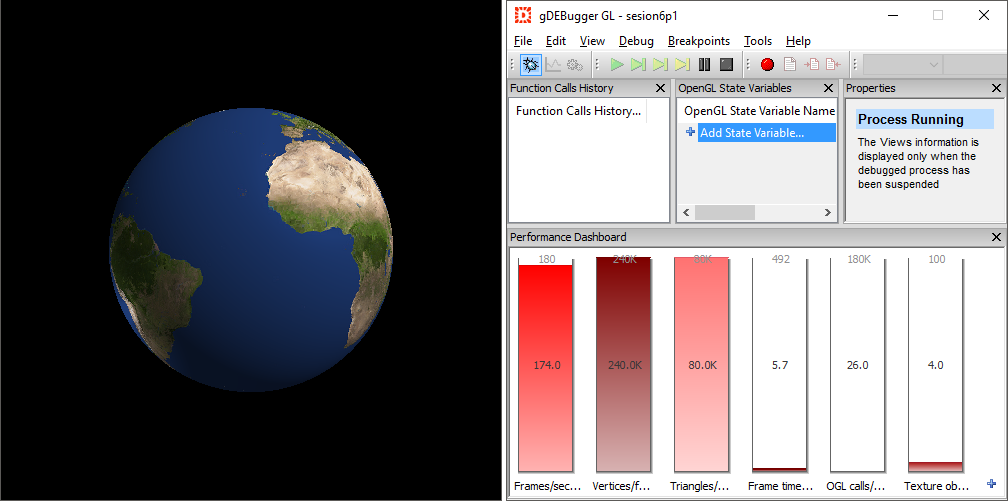 gDEBugger GL - sesion6p1
File Edit View Debug Breakpoints Tools Help
Function Calls History
OpenGL State Variables
Properties
Function Calls History...
OpenGL State Variable Name
Add State Variable...
Process Running
The Views information is
displayed only when the
debugged process has
been suspended
Performance Dashboard
180 240K 80K 492 180K 100
174.0 240.0K 80.0K 5.7 26.0 4.0
Frames/sec... Vertices/f... Triangles/... Frame time... OGL calls/... Texture ob...